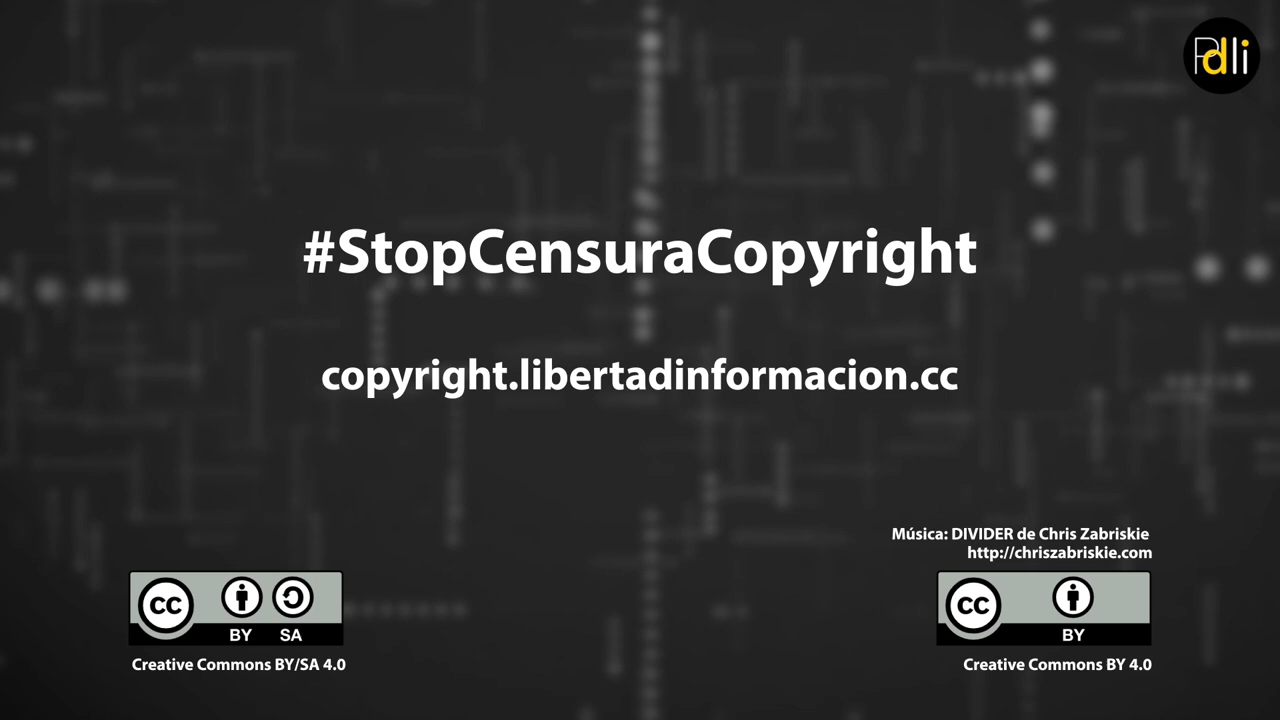 Pdli
#StopCensuraCopyright
copyright.libertadinformacion.cc
Música: DIVIDER de Chris Zabriskie
http://chriszabriskie.com
cc
BY SA
Creative Commons BY/SA 4.0
cc
BY
Creative Commons BY 4.0